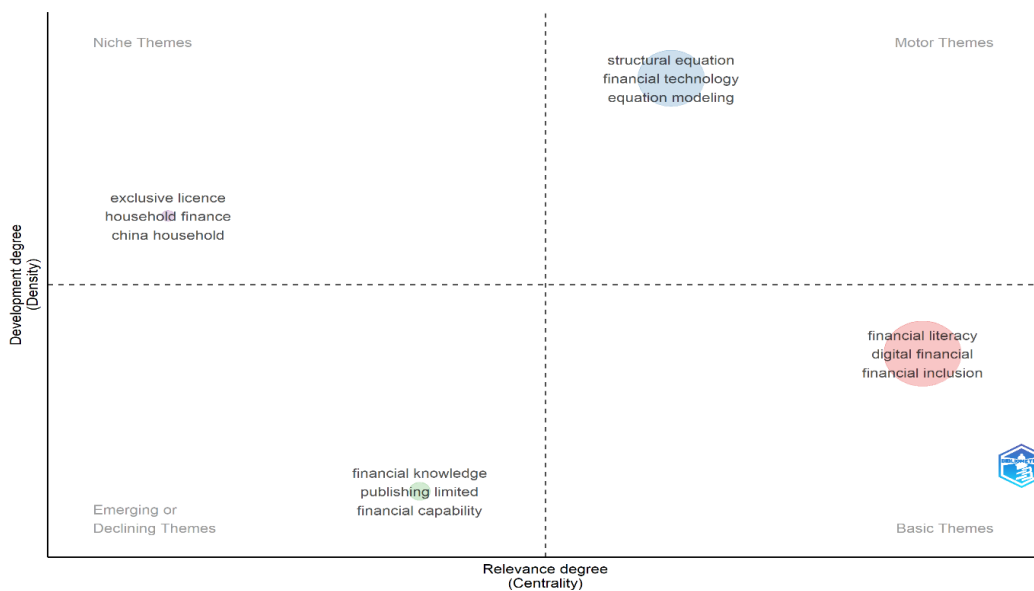 Niche Themes
Motor Themes
structural equation
financial technology
equation modeling
exclusive licence
household finance
china household
Development degree
(Density)
financial literacy
digital financial
financial inclusion
financial knowledge
publishing limited
financial capability
Emerging or
Declining Themes
Basic Themes
Relevance degree
(Centrality)